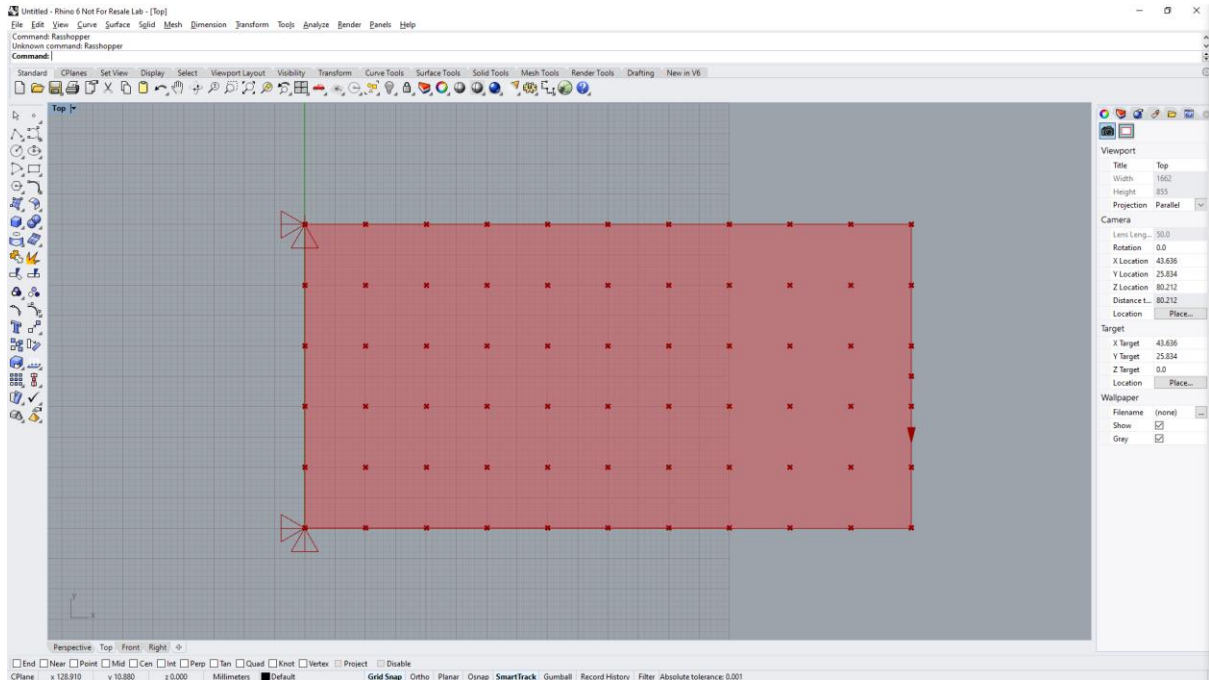 Untitled - Rhino 6 Not For Resale Lab - [Top]
File Edit View Curve Surface Solid Mesh Dimension Transform Tools Analyze Render Panels Help
Command: Rasshopper
Unknown command: Rasshopper
Command:
Standard CPlanes Set View Display Select Viewport Layout Visibility Transform Curve Tools Surface Tools Solid Tools Mesh Tools Render Tools Drafting New in V6
Top
Viewport
Title Top
Width 1662
Height 855
Projection Parallel
Camera
Lens Leng... 50.0
Rotation 0.0
X Location 43.636
Y Location 25.834
Z Location 80.212
Distance t... 80.212
Location Place...
Target
X Target 43.636
Y Target 25.834
Z Target 0.0
Location Place...
Wallpaper
Filename (none) ...
Show
Gray
y
x
Perspective Top Front Right
End Near Point Mid Cen Int Perp Tan Quad Knot Vertex Project Disable
CPlane x 128.910 y 10.880 z 0.000 Millimeters Default Grid Snap Ortho Planar Osnap SmartTrack Gumball Record History Filter Absolute tolerance: 0.001